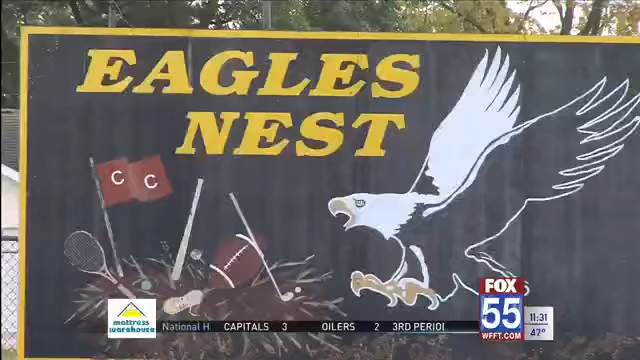 EAGLES
NEST
C C
mattress
warehouse
National H CAPITALS 3 OILERS 2 3RD PERIOD
FOX
55
WFFT.COM
11:31
47°